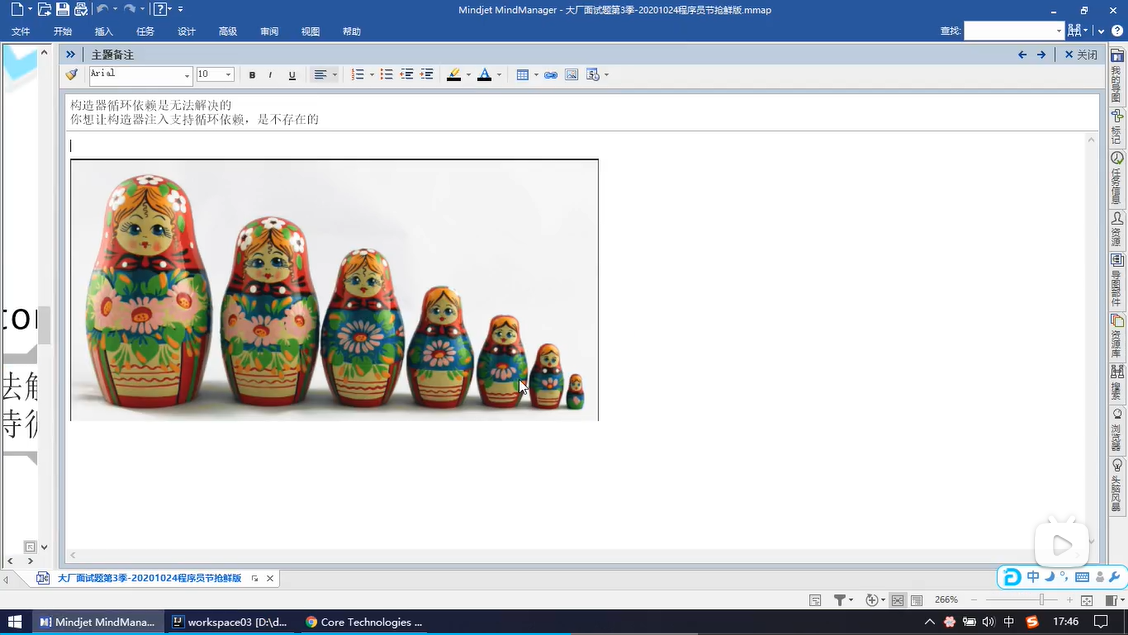 Mindjet MindManager - 大厂面试题第3季-20201024程序员节抢鲜版.mmap
文件 开始 插入 任务 设计 高级 审阅 视图 帮助 查找:
主题备注 关闭
Arial 10 B I U A
构造器循环依赖是无法解决的
你想让构造器注入支持循环依赖，是不存在的
我的导图
标记
任务信息
资源
导图部件
资源库
搜索
浏览器
头脑风暴
法解
大厂面试题第3季-20201024程序员节抢鲜版
中
266%
Mindjet MindMana... workspace03 [D:\d... Core Technologies ... 中 17:46